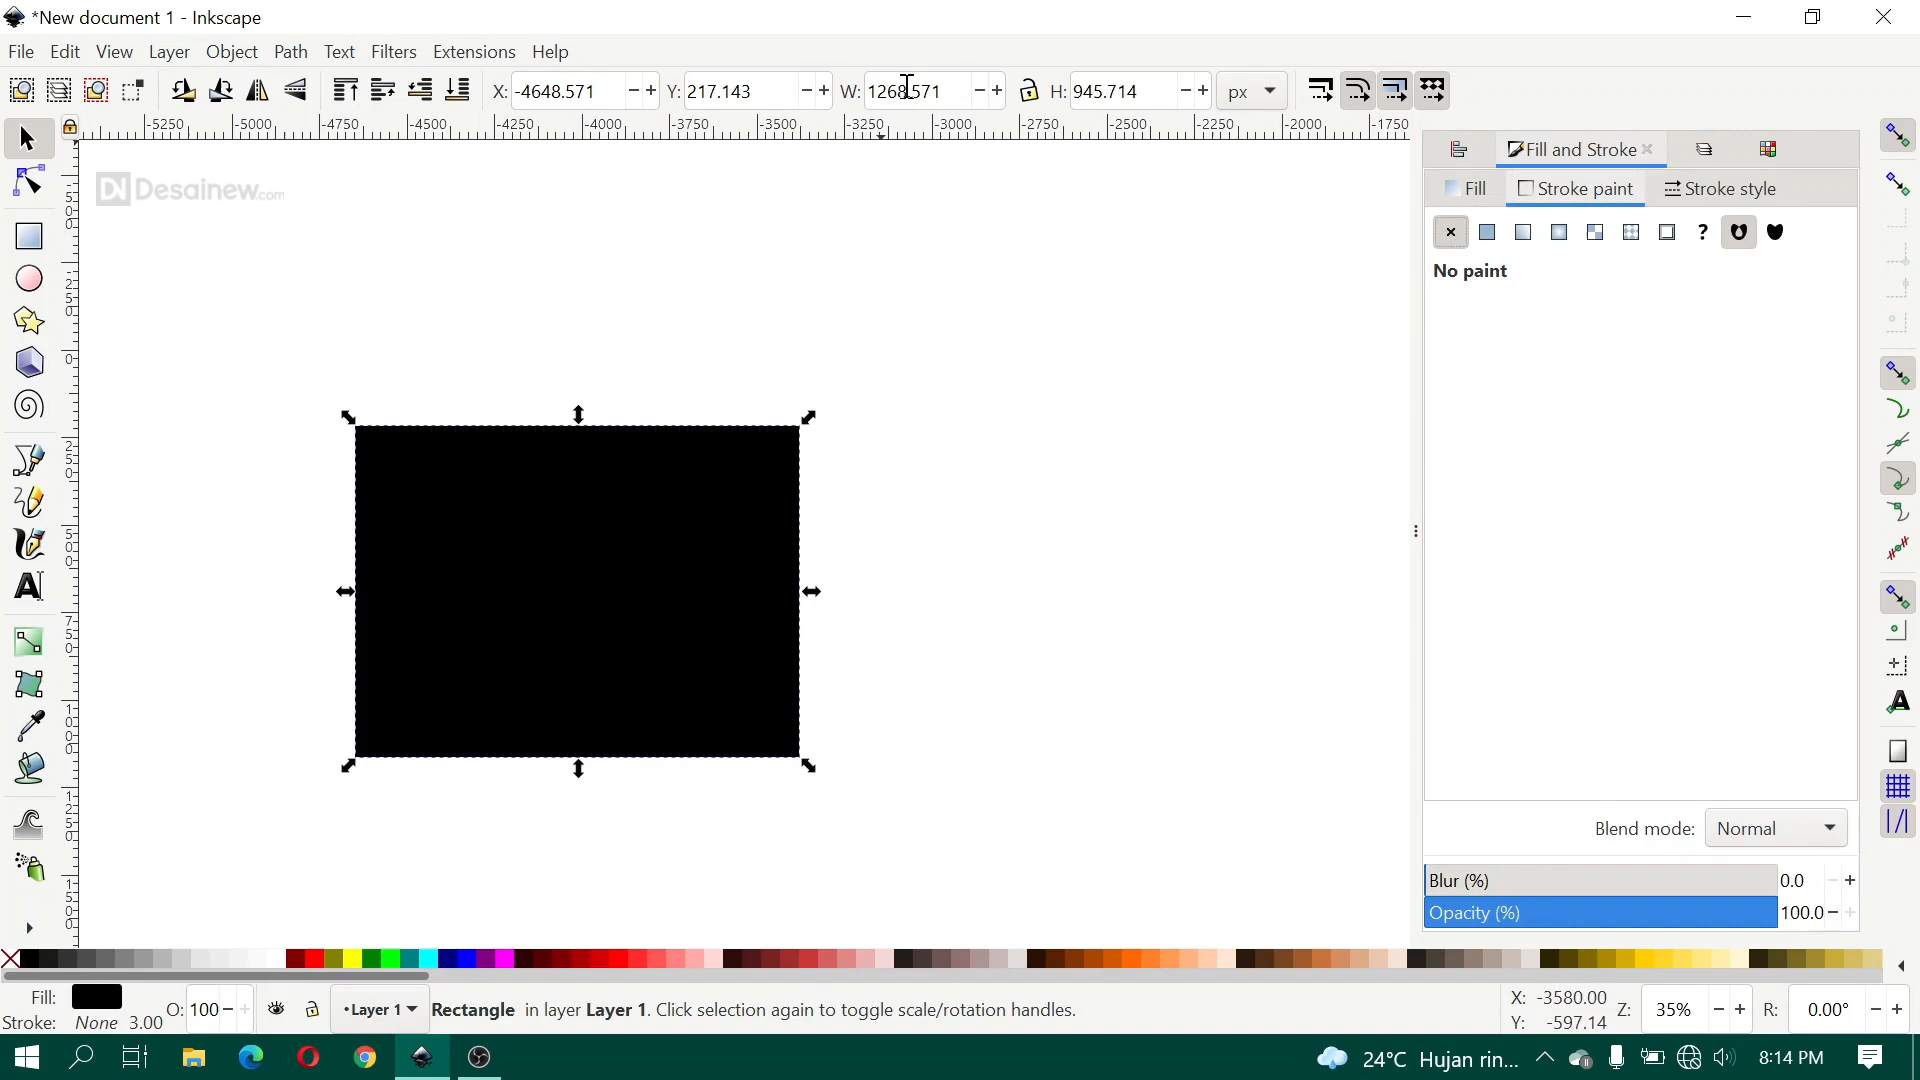 *New document 1 - Inkscape
File Edit View Layer Object Path Text Filters Extensions Help
X: -4648.571 Y: 217.143 W: 1268.571 H: 945.714 px
-5250 -5000 -4750 -4500 -4250 -4000 -3750 -3500 -3250 -3000 -2750 -2500 -2250 -2000 -1750
Desainew.com
Fill and Stroke
Fill Stroke paint Stroke style
No paint
Blend mode: Normal
Blur (%) 0.0
Opacity (%) 100.0
Fill: O: 100 •Layer 1 Rectangle in layer Layer 1. Click selection again to toggle scale/rotation handles.
Stroke: None 3.00
X: -3580.00 Z: 35% R: 0.00°
Y: -597.14
24°C Hujan rin... 8:14 PM